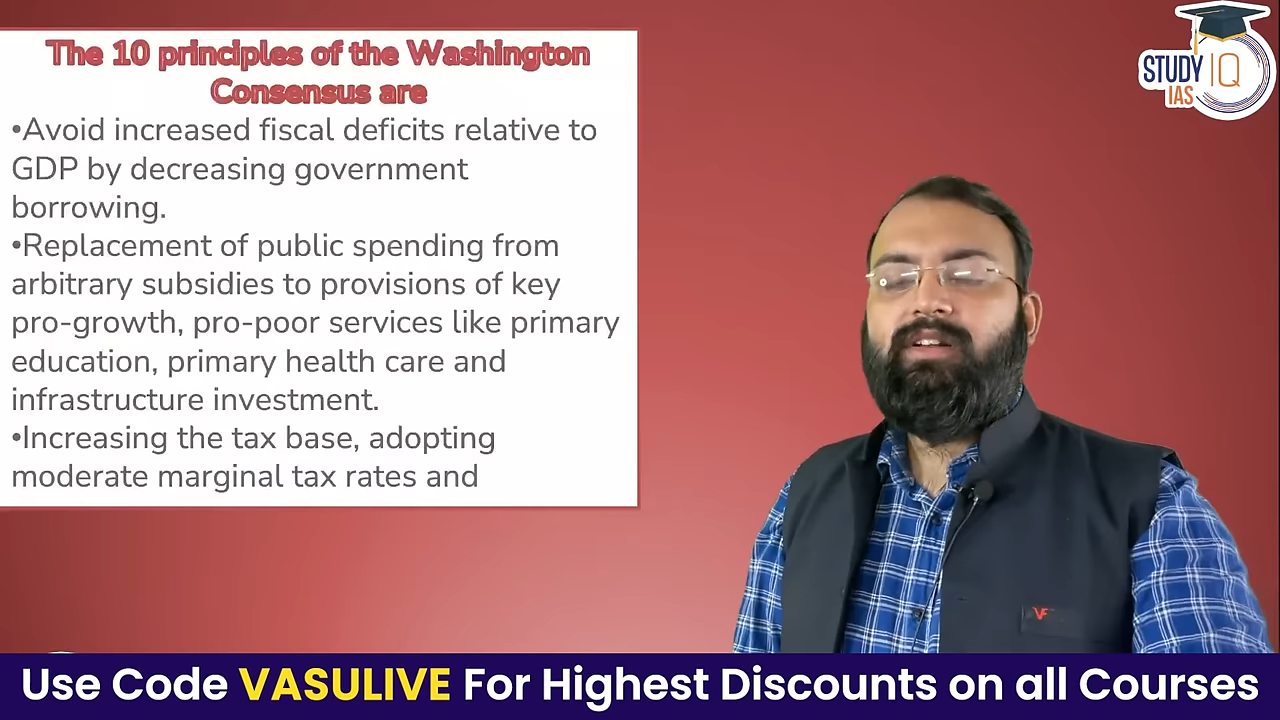 The 10 principles of the Washington
Consensus are
•Avoid increased fiscal deficits relative to
GDP by decreasing government
borrowing.
•Replacement of public spending from
arbitrary subsidies to provisions of key
pro-growth, pro-poor services like primary
education, primary health care and
infrastructure investment.
•Increasing the tax base, adopting
moderate marginal tax rates and
STUDY IQ
IAS
VF
Use Code VASULIVE For Highest Discounts on all Courses